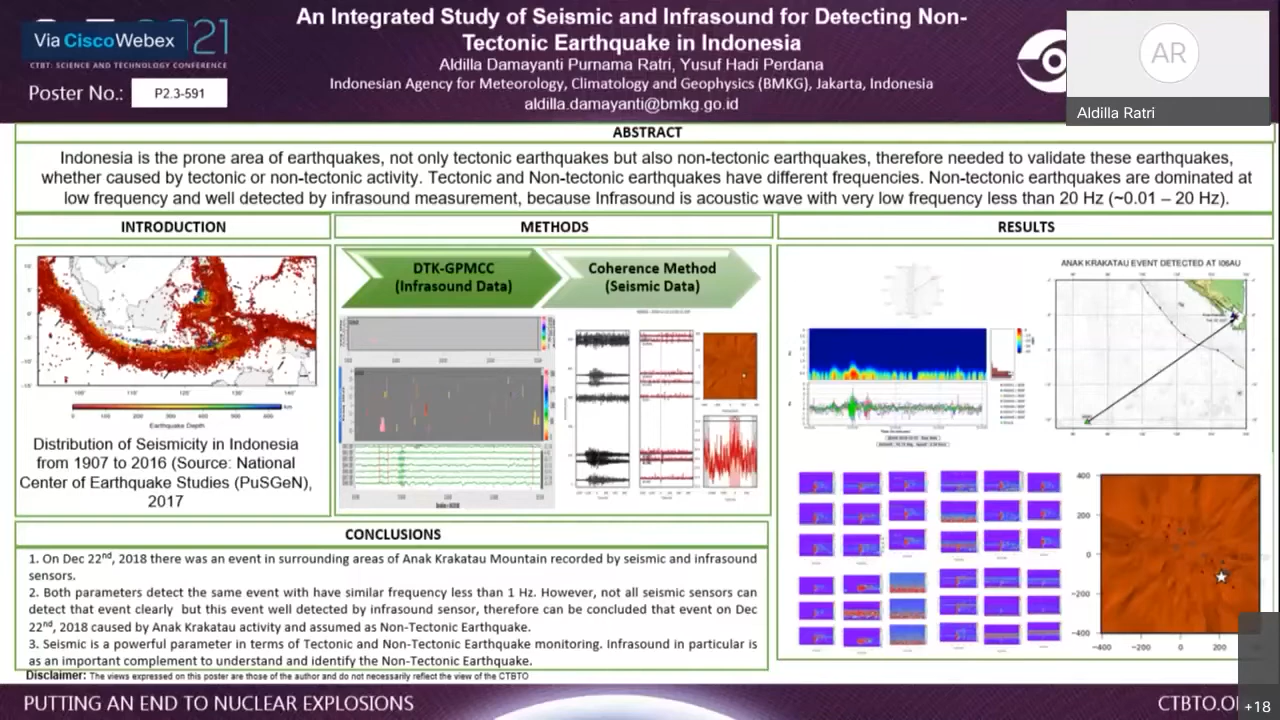 Via Cisco Webex
21
CTBT: SCIENCE AND TECHNOLOGY CONFERENCE
Poster No.: P2.3-591
An Integrated Study of Seismic and Infrasound for Detecting Non-
Tectonic Earthquake in Indonesia
Aldilla Damayanti Purnama Ratri, Yusuf Hadi Perdana
Indonesian Agency for Meteorology, Climatology and Geophysics (BMKG), Jakarta, Indonesia
aldilla.damayanti@bmkg.go.id
AR
Aldilla Ratri
ABSTRACT
Indonesia is the prone area of earthquakes, not only tectonic earthquakes but also non-tectonic earthquakes, therefore needed to validate these earthquakes,
whether caused by tectonic or non-tectonic activity. Tectonic and Non-tectonic earthquakes have different frequencies. Non-tectonic earthquakes are dominated at
low frequency and well detected by infrasound measurement, because Infrasound is acoustic wave with very low frequency less than 20 Hz (~0.01 – 20 Hz).
INTRODUCTION
Earthquake Depth
Distribution of Seismicity in Indonesia
from 1907 to 2016 (Source: National
Center of Earthquake Studies (PuSGeN),
2017
METHODS
DTK-GPMCC
(Infrasound Data)
Coherence Method
(Seismic Data)
RESULTS
ANAK KRAKATAU EVENT DETECTED AT I06AU
400
200
0
−200
−400
−400
−200
0
200
CONCLUSIONS
1. On Dec 22nd, 2018 there was an event in surrounding areas of Anak Krakatau Mountain recorded by seismic and infrasound
sensors.
2. Both parameters detect the same event with have similar frequency less than 1 Hz. However, not all seismic sensors can
detect that event clearly but this event well detected by infrasound sensor, therefore can be concluded that event on Dec
22nd, 2018 caused by Anak Krakatau activity and assumed as Non-Tectonic Earthquake.
3. Seismic is a powerful parameter in terms of Tectonic and Non-Tectonic Earthquake monitoring. Infrasound in particular is
as an important complement to understand and identify the Non-Tectonic Earthquake.
Disclaimer: The views expressed on this poster are those of the author and do not necessarily reflect the view of the CTBTO
PUTTING AN END TO NUCLEAR EXPLOSIONS
CTBTO.O
+18